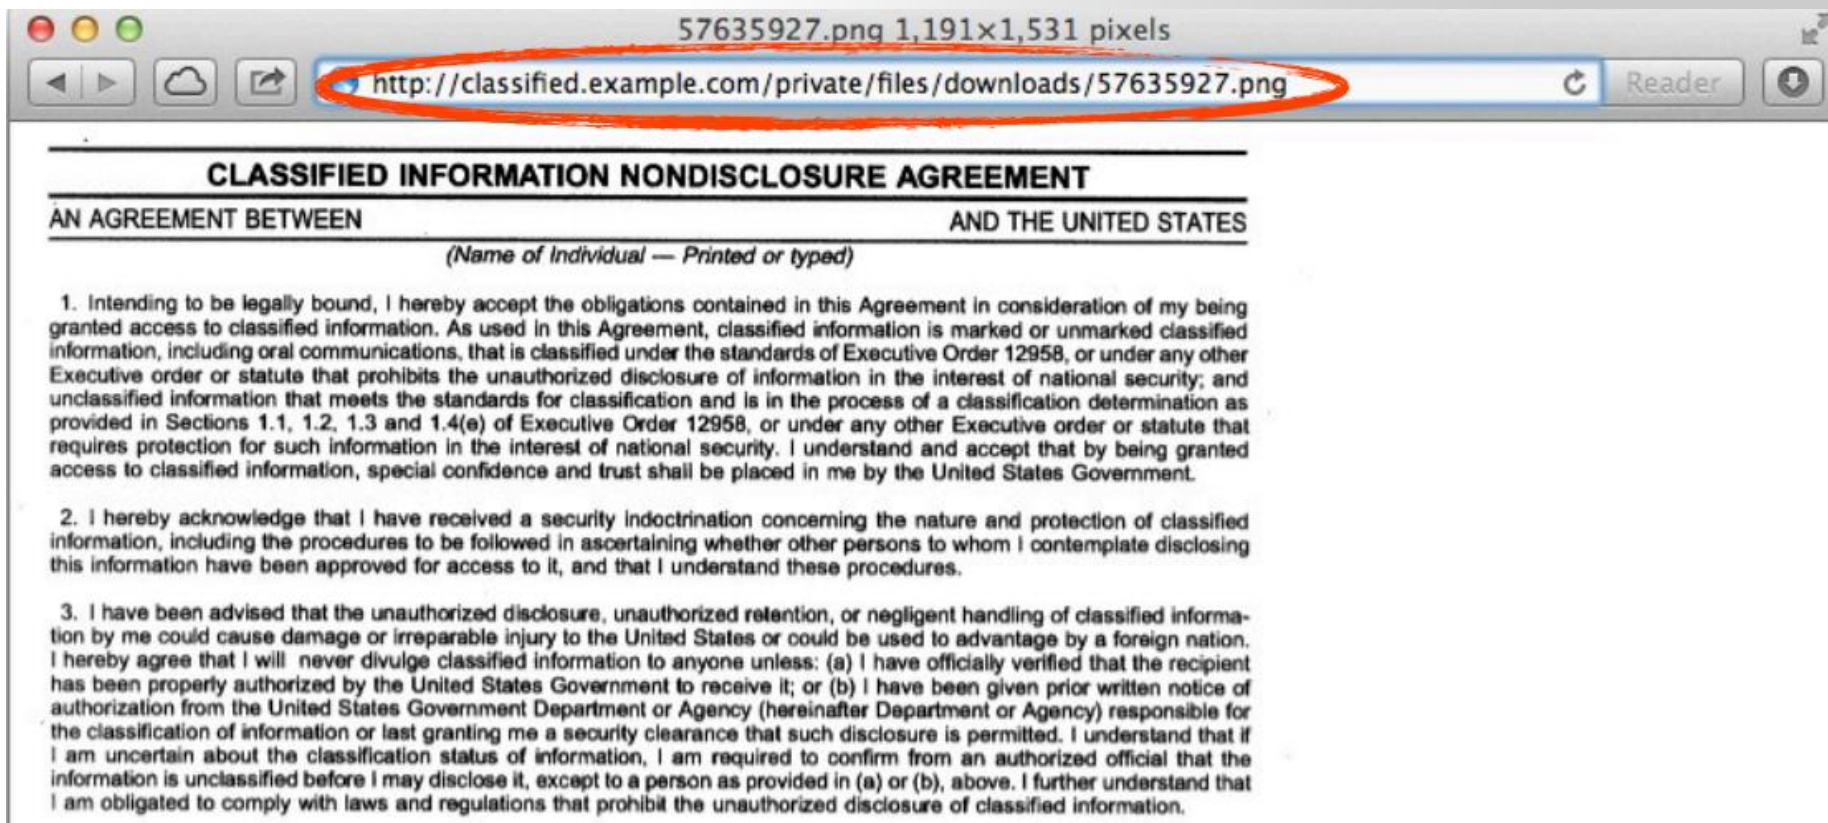 57635927.png 1,191×1,531 pixels
http://classified.example.com/private/files/downloads/57635927.png
Reader
CLASSIFIED INFORMATION NONDISCLOSURE AGREEMENT
AN AGREEMENT BETWEEN AND THE UNITED STATES
(Name of Individual — Printed or typed)
1. Intending to be legally bound, I hereby accept the obligations contained in this Agreement in consideration of my being
granted access to classified information. As used in this Agreement, classified information is marked or unmarked classified
information, including oral communications, that is classified under the standards of Executive Order 12958, or under any other
Executive order or statute that prohibits the unauthorized disclosure of information in the interest of national security; and
unclassified information that meets the standards for classification and is in the process of a classification determination as
provided in Sections 1.1, 1.2, 1.3 and 1.4(e) of Executive Order 12958, or under any other Executive order or statute that
requires protection for such information in the interest of national security. I understand and accept that by being granted
access to classified information, special confidence and trust shall be placed in me by the United States Government.
2. I hereby acknowledge that I have received a security indoctrination concerning the nature and protection of classified
information, including the procedures to be followed in ascertaining whether other persons to whom I contemplate disclosing
this information have been approved for access to it, and that I understand these procedures.
3. I have been advised that the unauthorized disclosure, unauthorized retention, or negligent handling of classified informa-
tion by me could cause damage or irreparable injury to the United States or could be used to advantage by a foreign nation.
I hereby agree that I will never divulge classified information to anyone unless: (a) I have officially verified that the recipient
has been properly authorized by the United States Government to receive it; or (b) I have been given prior written notice of
authorization from the United States Government Department or Agency (hereinafter Department or Agency) responsible for
the classification of information or last granting me a security clearance that such disclosure is permitted. I understand that if
I am uncertain about the classification status of information, I am required to confirm from an authorized official that the
information is unclassified before I may disclose it, except to a person as provided in (a) or (b), above. I further understand that
I am obligated to comply with laws and regulations that prohibit the unauthorized disclosure of classified information.